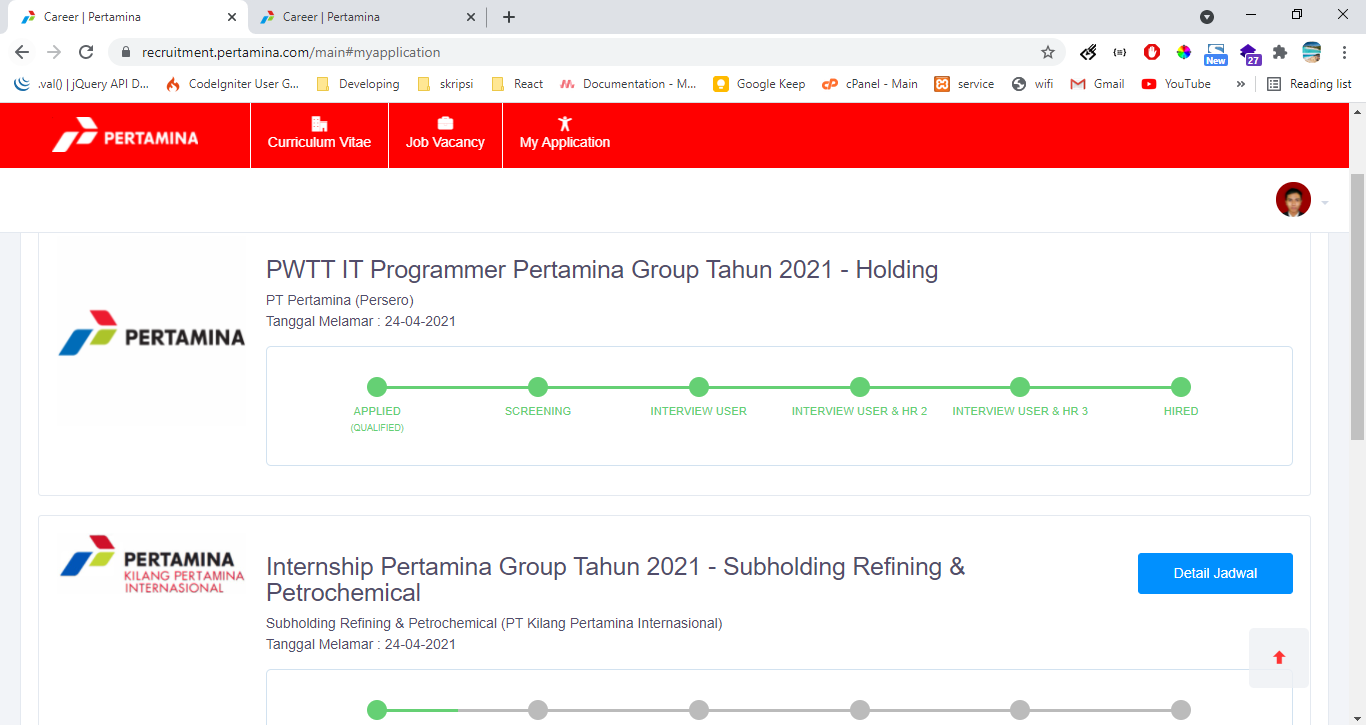 Career | Pertamina
Career | Pertamina
recruitment.pertamina.com/main#myapplication
New
27
.val() | jQuery API D...
CodeIgniter User G...
Developing
skripsi
React
Documentation - M...
Google Keep
cPanel - Main
service
wifi
Gmail
YouTube
»
Reading list
PERTAMINA
Curriculum Vitae
Job Vacancy
My Application
PERTAMINA
PWTT IT Programmer Pertamina Group Tahun 2021 - Holding
PT Pertamina (Persero)
Tanggal Melamar : 24-04-2021
APPLIED
(QUALIFIED)
SCREENING
INTERVIEW USER
INTERVIEW USER & HR 2
INTERVIEW USER & HR 3
HIRED
PERTAMINA
KILANG PERTAMINA
INTERNASIONAL
Internship Pertamina Group Tahun 2021 - Subholding Refining &
Petrochemical
Subholding Refining & Petrochemical (PT Kilang Pertamina Internasional)
Tanggal Melamar : 24-04-2021
Detail Jadwal